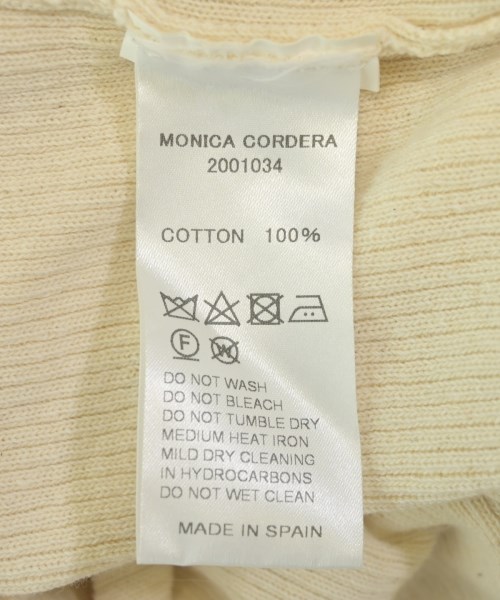 MONICA CORDERA
2001034
COTTON 100%
F W
DO NOT WASH
DO NOT BLEACH
DO NOT TUMBLE DRY
MEDIUM HEAT IRON
MILD DRY CLEANING
IN HYDROCARBONS
DO NOT WET CLEAN
MADE IN SPAIN